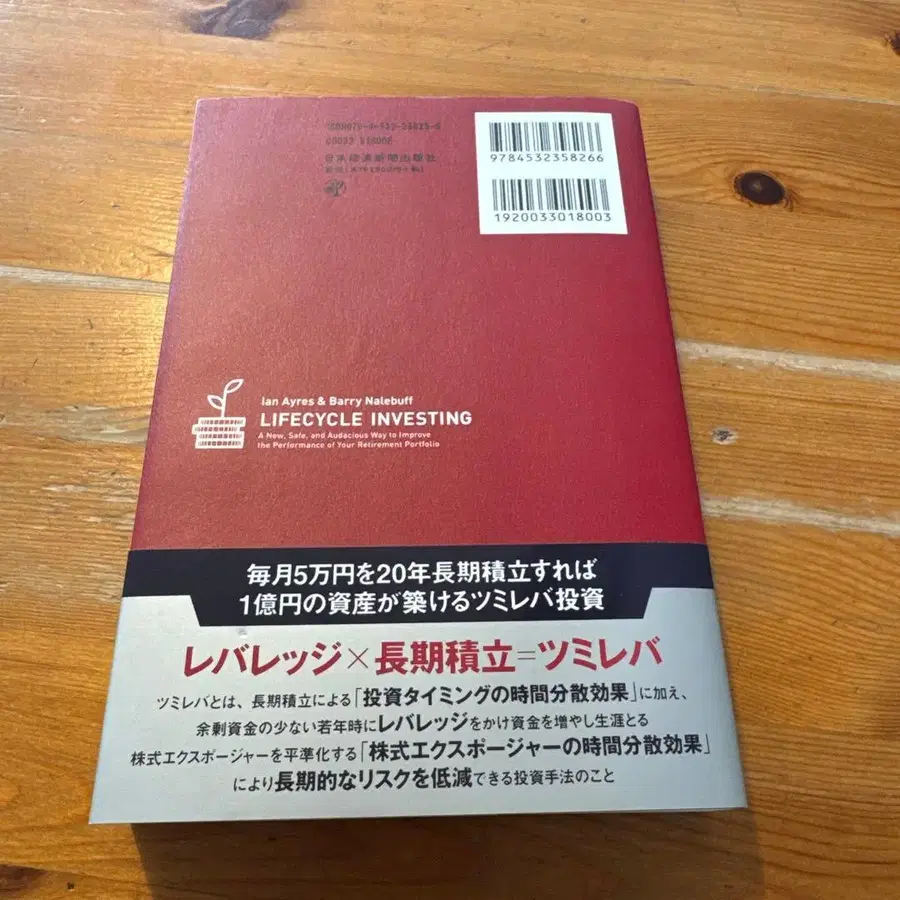 9784532358266
1920033018003
日本経済新聞出版社
Ian Ayres & Barry Nalebuff
LIFECYCLE INVESTING
A New, Safe, and Audacious Way to Improve
the Performance of Your Retirement Portfolio
毎月5万円を20年長期積立すれば
1億円の資産が築けるツミレバ投資
レバレッジ×長期積立=ツミレバ
ツミレバとは、長期積立による「投資タイミングの時間分散効果」に加え、
余剰資金の少ない若年時にレバレッジをかけ資金を増やし生涯とる
株式エクスポージャーを平準化する「株式エクスポージャーの時間分散効果」
により長期的なリスクを低減できる投資手法のこと